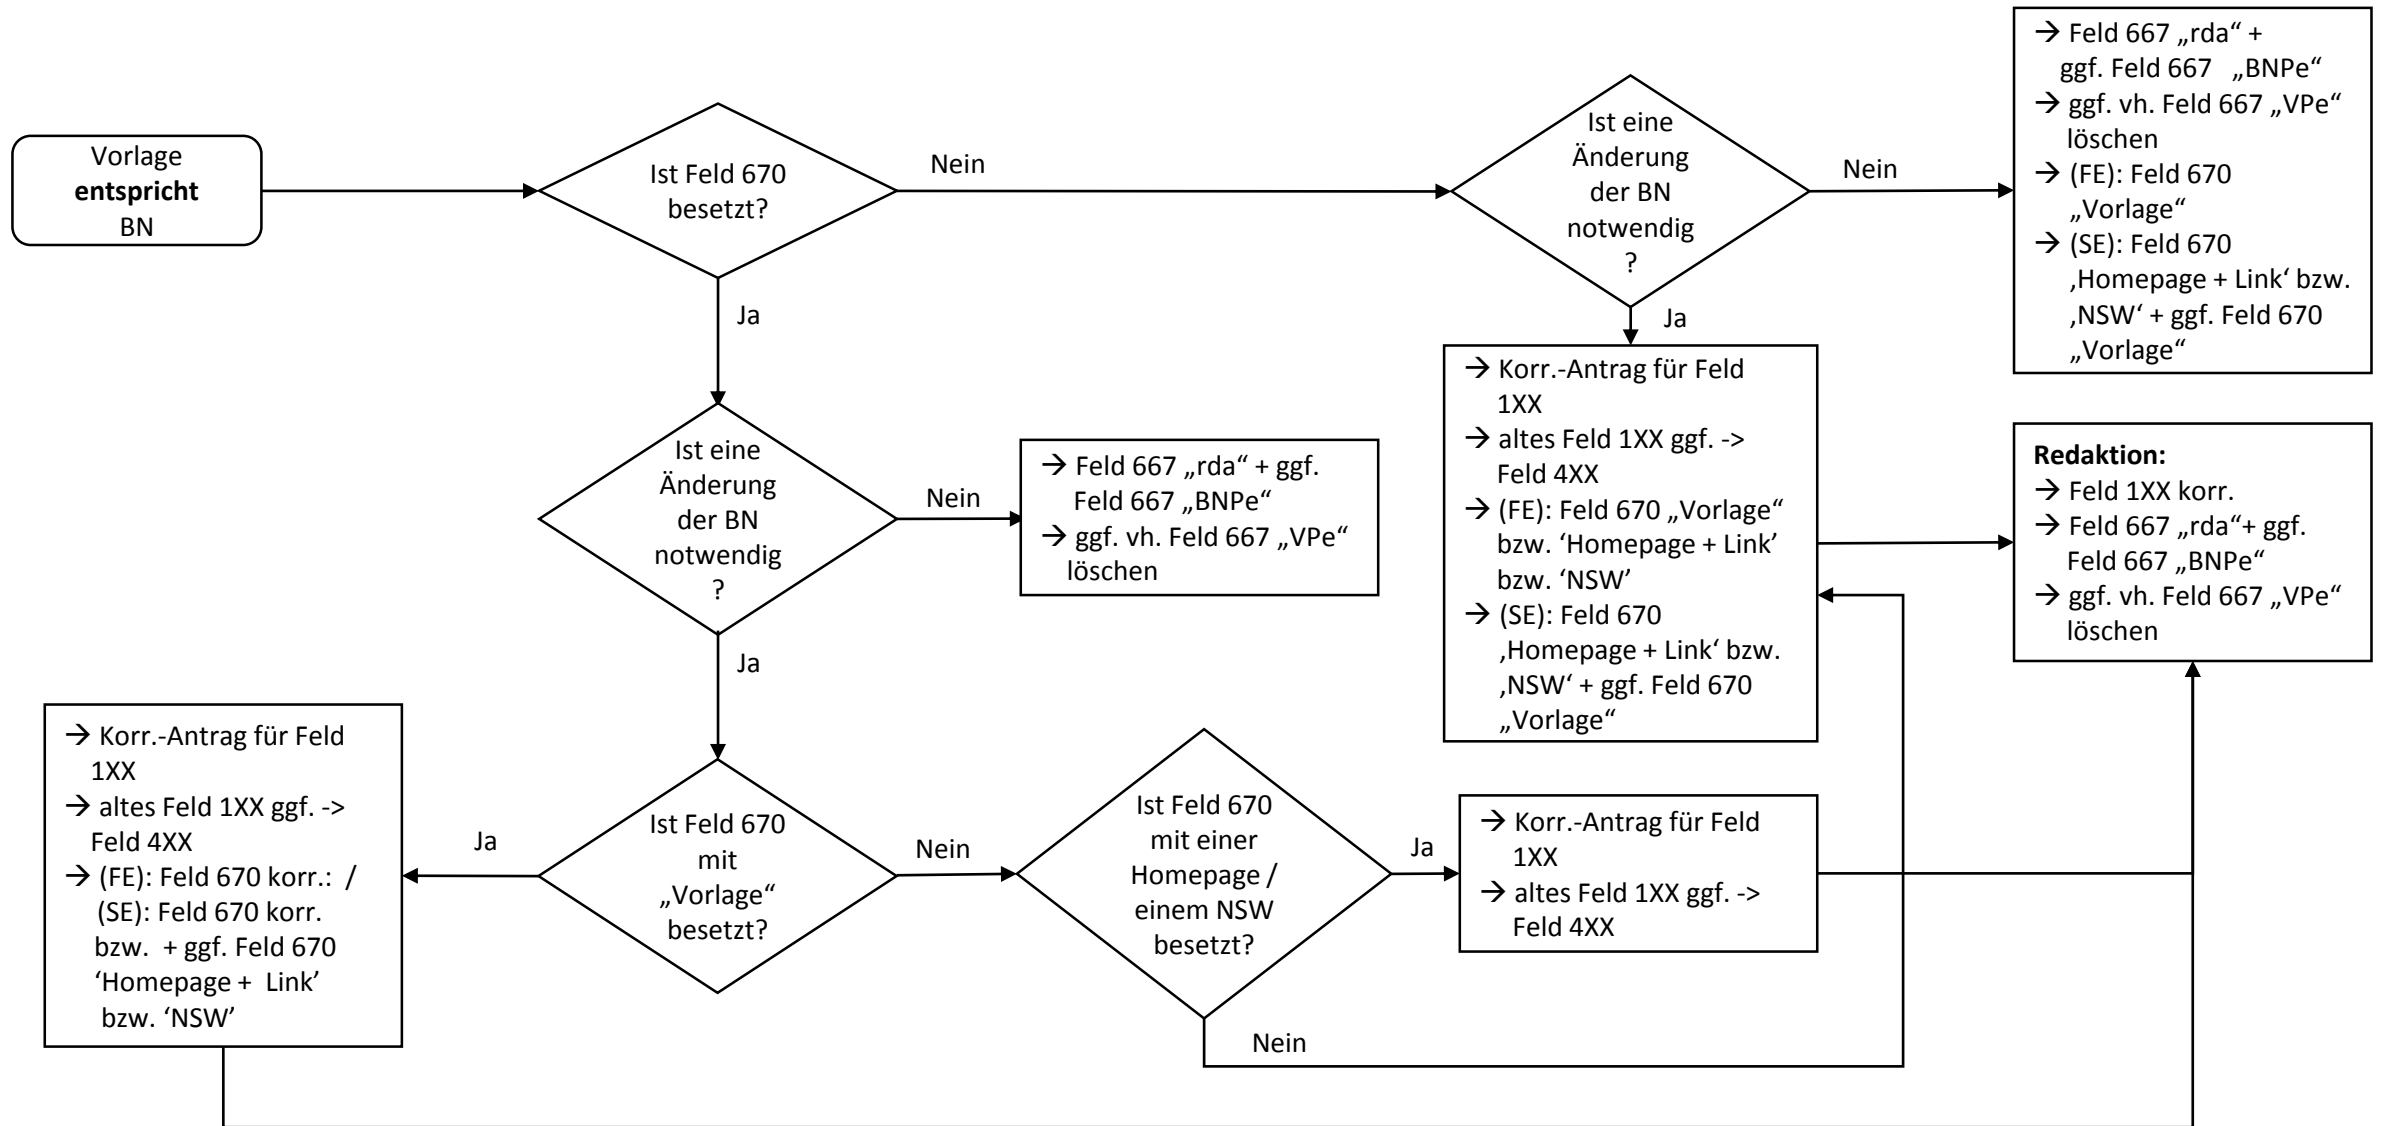 Vorlage
entspricht
BN
Ist Feld 670
besetzt?
Nein
Ist eine
Änderung
der BN
notwendig
?
Nein
→ Feld 667 „rda“ +
ggf. Feld 667 „BNPe“
→ ggf. vh. Feld 667 „VPe“
löschen
→ (FE): Feld 670
„Vorlage“
→ (SE): Feld 670
‚Homepage + Link‘ bzw.
‚NSW‘ + ggf. Feld 670
„Vorlage“
Ja
Ja
Ist eine
Änderung
der BN
notwendig
?
Nein
→ Feld 667 „rda“ + ggf.
Feld 667 „BNPe“
→ ggf. vh. Feld 667 „VPe“
löschen
→ Korr.-Antrag für Feld
1XX
→ altes Feld 1XX ggf. ->
Feld 4XX
→ (FE): Feld 670 „Vorlage“
bzw. ‘Homepage + Link’
bzw. ‘NSW’
→ (SE): Feld 670
‚Homepage + Link‘ bzw.
‚NSW‘ + ggf. Feld 670
„Vorlage“
Redaktion:
→ Feld 1XX korr.
→ Feld 667 „rda“+ ggf.
Feld 667 „BNPe“
→ ggf. vh. Feld 667 „VPe“
löschen
Ja
→ Korr.-Antrag für Feld
1XX
→ altes Feld 1XX ggf. ->
Feld 4XX
→ (FE): Feld 670 korr.: /
(SE): Feld 670 korr.
bzw. + ggf. Feld 670
‘Homepage + Link’
bzw. ‘NSW’
Ja
Ist Feld 670
mit
„Vorlage“
besetzt?
Nein
Ist Feld 670
mit einer
Homepage /
einem NSW
besetzt?
Ja
→ Korr.-Antrag für Feld
1XX
→ altes Feld 1XX ggf. ->
Feld 4XX
Nein